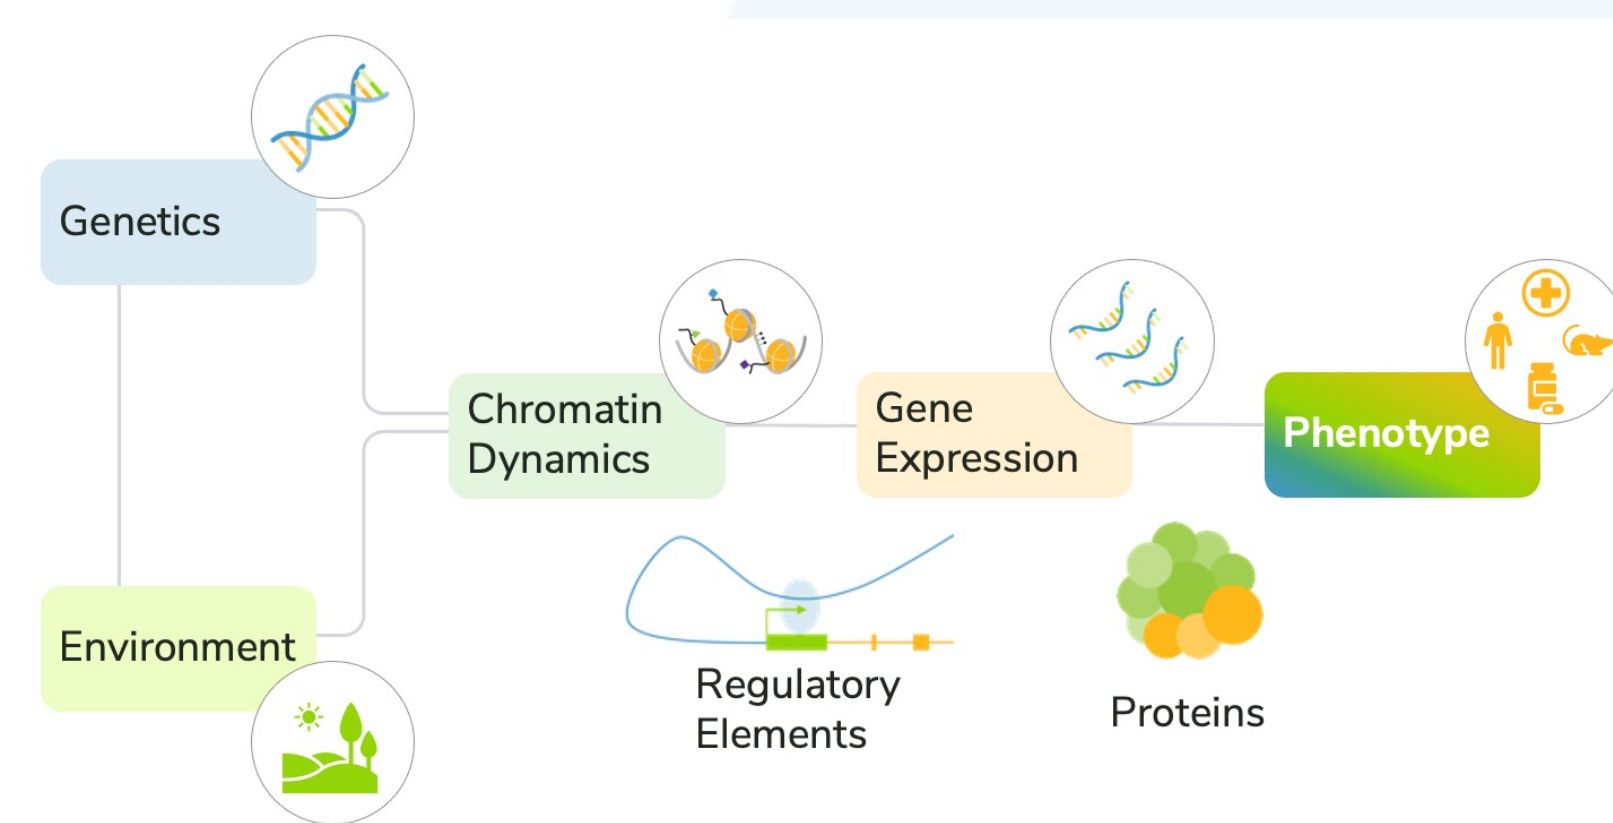 Genetics
Chromatin
Dynamics
Gene
Expression
Phenotype
Environment
Regulatory
Elements
Proteins